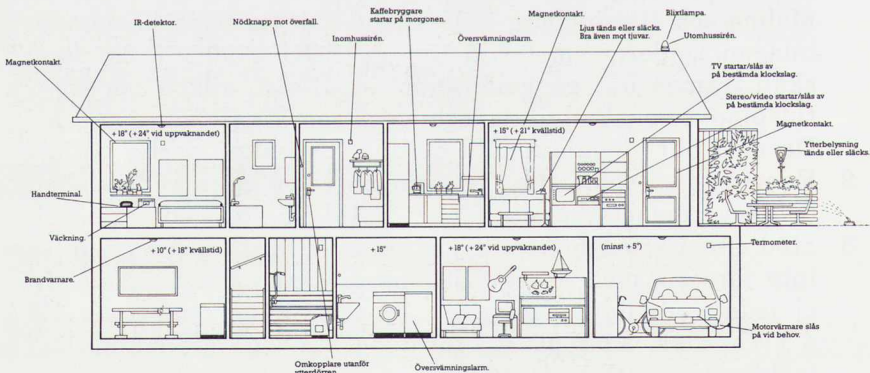 Blixtlampa.
Kaffebryggare
startar på morgonen.
Magnetkontakt.
Ljus tänds eller släcks.
Bra även mot tjuvar.
IR-detektor.
Nödknapp mot överfall.
Inomhussirén.
Översvämningslarm.
Utomhussirén.
Magnetkontakt.
TV startar/slås av
på bestämda klockslag.
Stereo/video startar/slås av
på bestämda klockslag.
Magnetkontakt.
+18° (+24° vid uppvaknandet)
+15° (+21° kvällstid)
Ytterbelysning
tänds eller släcks.
Handterminal.
Väckning.
Brandvarnare.
+10° (+18° kvällstid)
+15°
+18° (+24° vid uppvaknandet)
(minst +5°)
Termometer.
Motorvärmare slås
på vid behov.
Omkopplare utanför
ytterdörren.
Översvämningslarm.